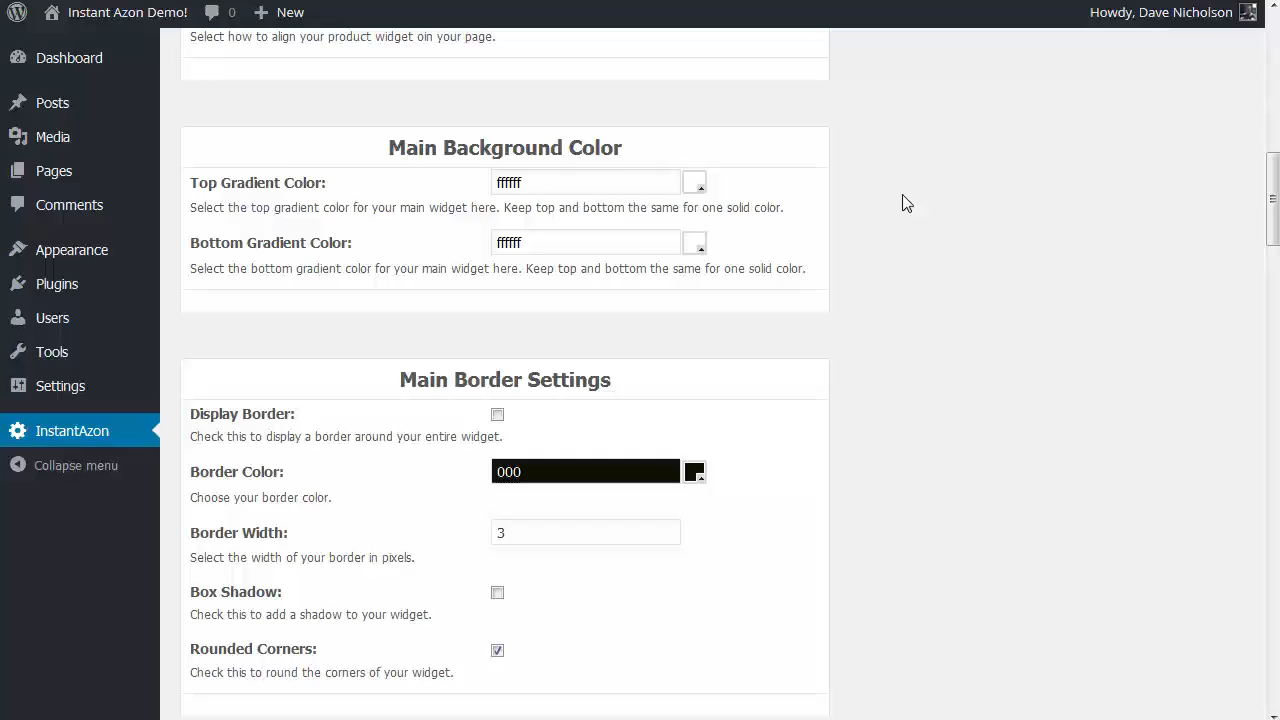 Instant Azon Demo! 0 New Howdy, Dave Nicholson
Dashboard
Posts
Media
Pages
Comments
Appearance
Plugins
Users
Tools
Settings
InstantAzon
Collapse menu
Select how to align your product widget oin your page.
Main Background Color
Top Gradient Color: ffffff
Select the top gradient color for your main widget here. Keep top and bottom the same for one solid color.
Bottom Gradient Color: ffffff
Select the bottom gradient color for your main widget here. Keep top and bottom the same for one solid color.
Main Border Settings
Display Border:
Check this to display a border around your entire widget.
Border Color: 000
Choose your border color.
Border Width: 3
Select the width of your border in pixels.
Box Shadow:
Check this to add a shadow to your widget.
Rounded Corners:
Check this to round the corners of your widget.